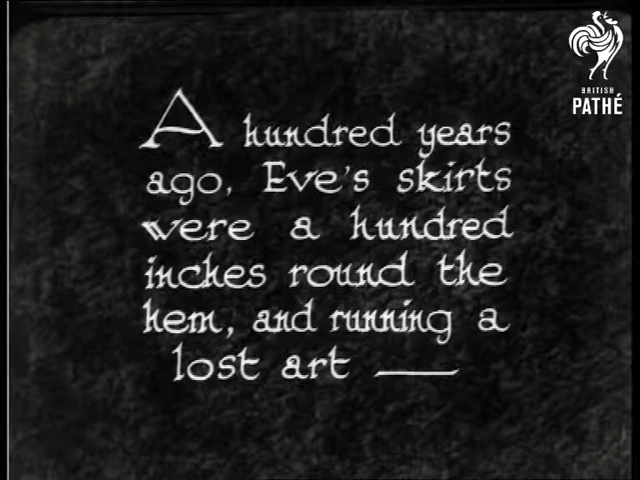 BRITISH
PATHÉ
A hundred years
ago, Eve's skirts
were a hundred
inches round the
hem, and running a
lost art —